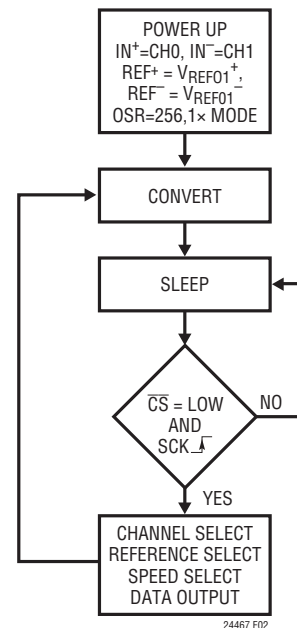 POWER UP
IN⁺=CH0, IN⁻=CH1
REF⁺ = V_REF01⁺,
REF⁻ = V_REF01⁻
OSR=256,1× MODE
CONVERT
SLEEP
C̅S̅ = LOW
AND
SCK
NO
YES
CHANNEL SELECT
REFERENCE SELECT
SPEED SELECT
DATA OUTPUT
24467 F02